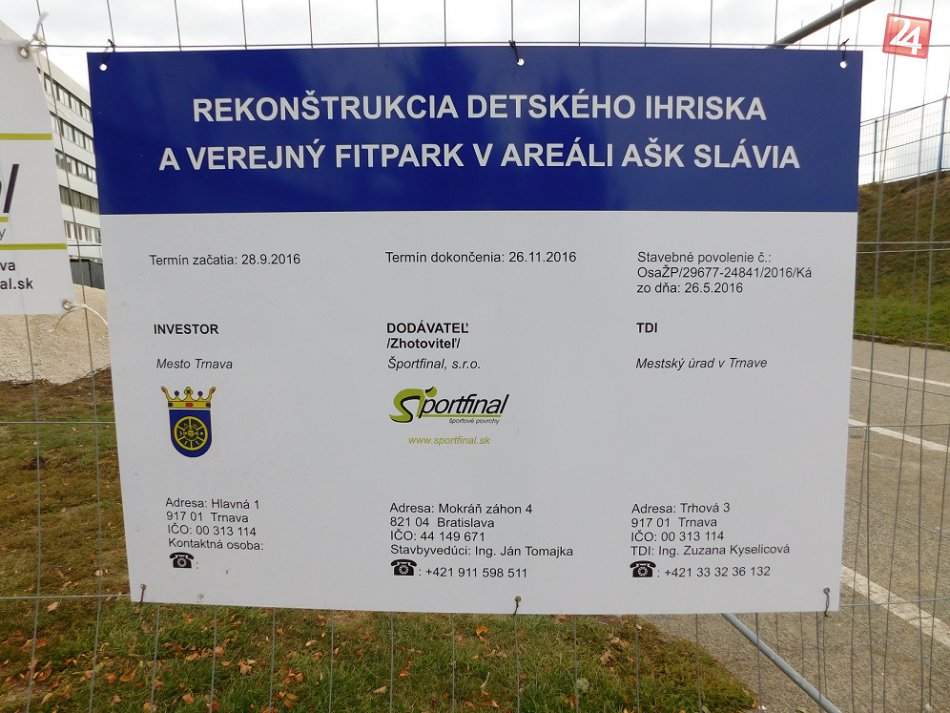 24
REKONŠTRUKCIA DETSKÉHO IHRISKA
A VEREJNÝ FITPARK V AREÁLI AŠK SLÁVIA
Termín začatia: 28.9.2016
Termín dokončenia: 26.11.2016
Stavebné povolenie č.:
OsaŽP/29677-24841/2016/Ká
zo dňa: 26.5.2016
INVESTOR
Mesto Trnava
DODÁVATEĽ
/Zhotoviteľ/
Športfinal, s.r.o.
Športfinal
športové povrchy
www.sportfinal.sk
TDI
Mestský úrad v Trnave
Adresa: Hlavná 1
917 01 Trnava
IČO: 00 313 114
Kontaktná osoba:
:
Adresa: Mokráň záhon 4
821 04 Bratislava
IČO: 44 149 671
Stavbyvedúci: Ing. Ján Tomajka
: +421 911 598 511
Adresa: Trhová 3
917 01 Trnava
IČO: 00 313 114
TDI: Ing. Zuzana Kyselicová
: +421 33 32 36 132